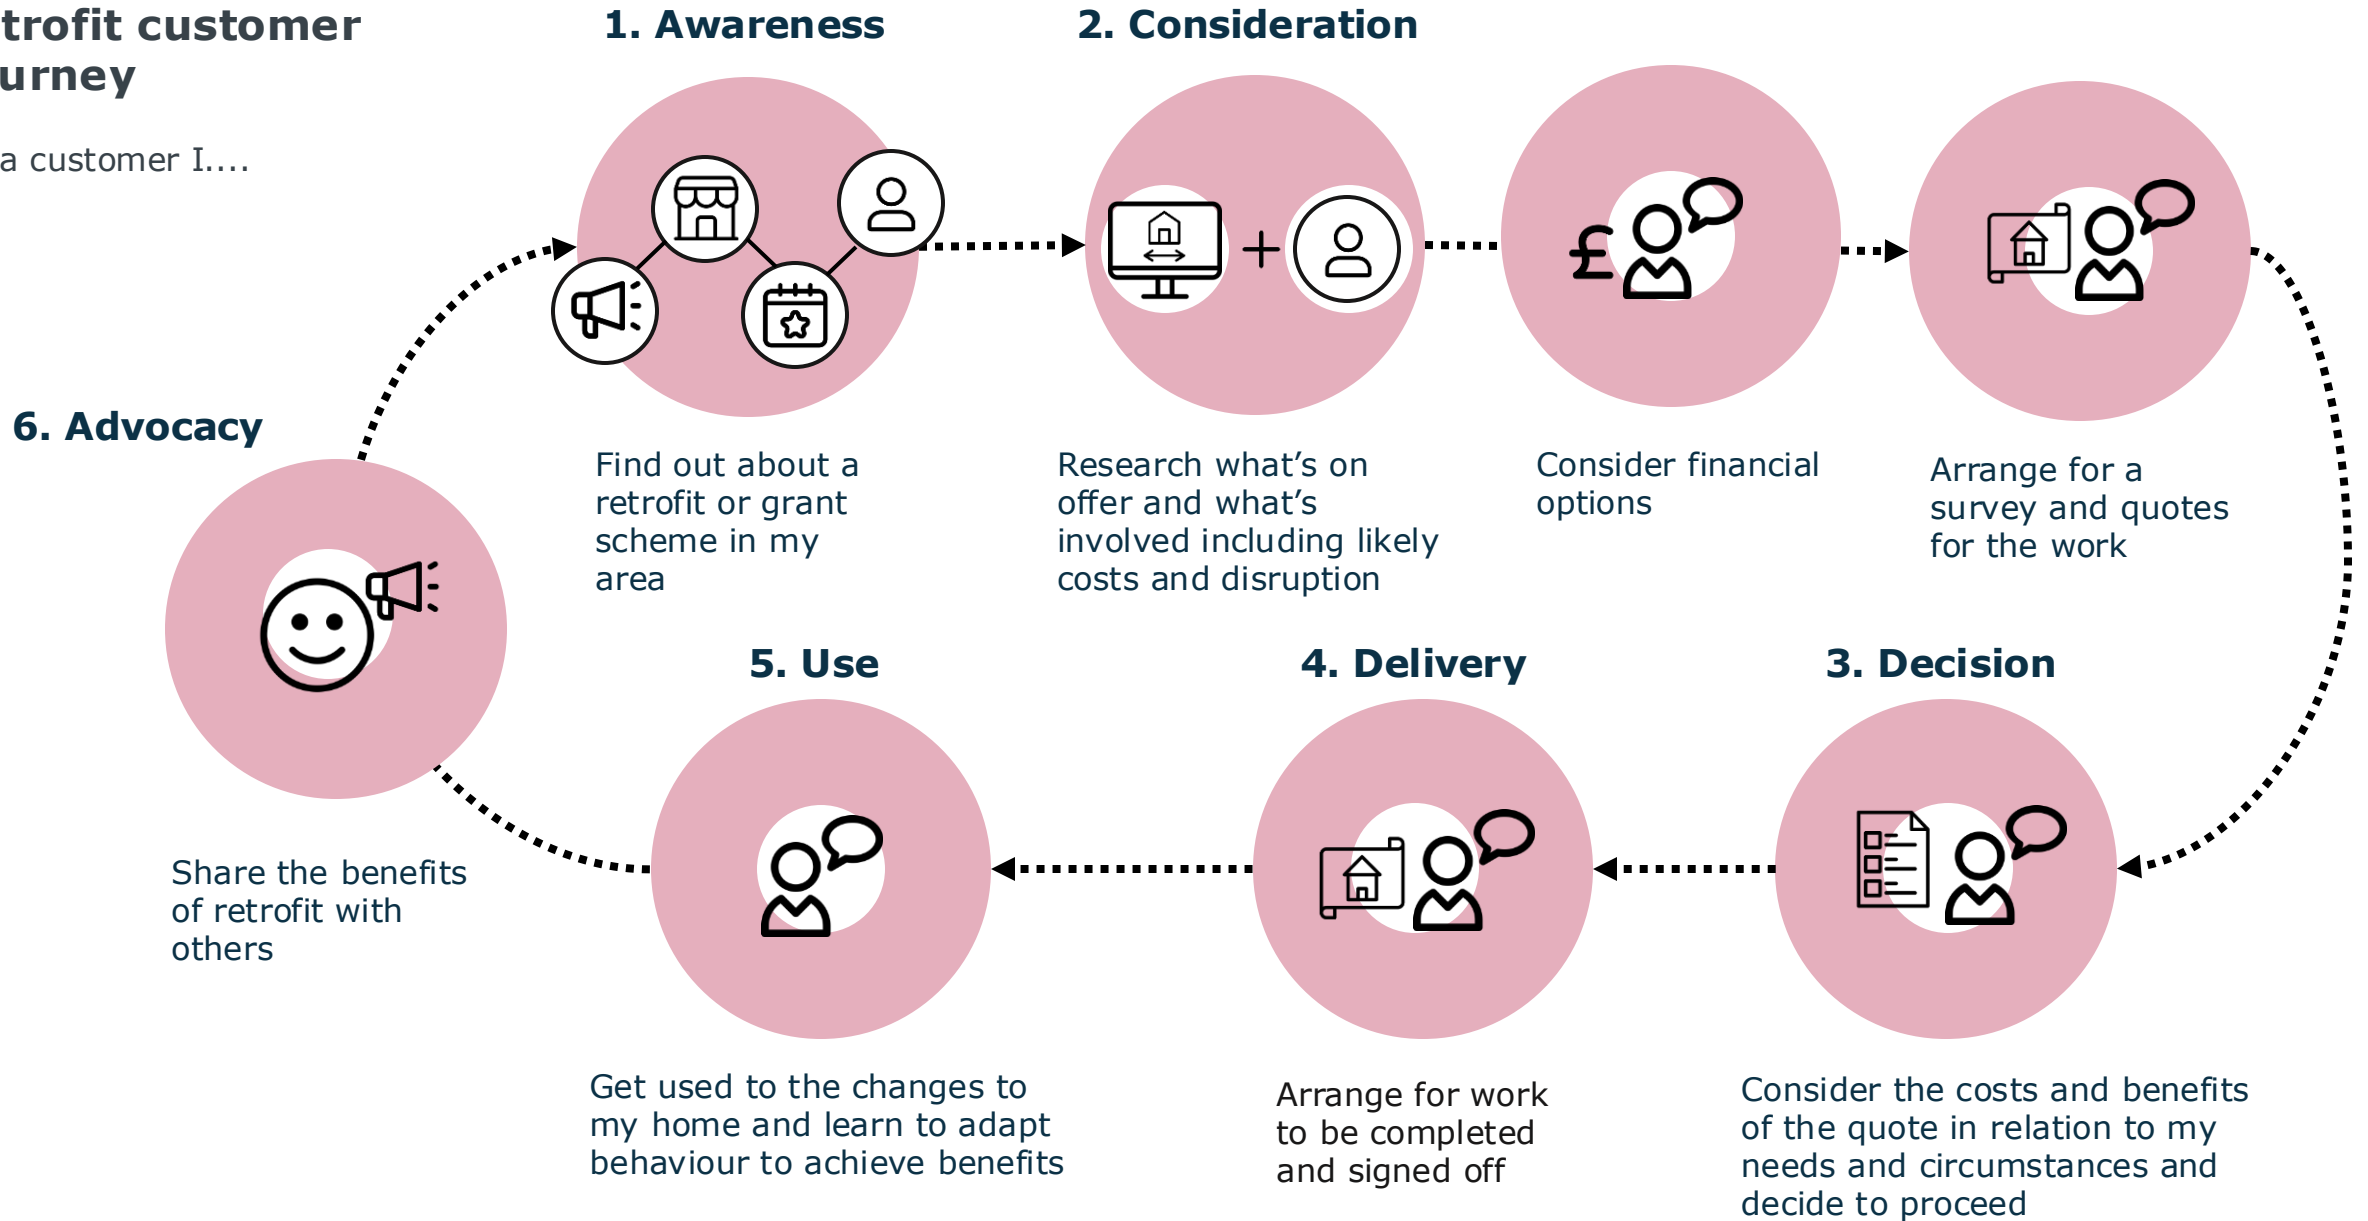 trofit customer
urney
a customer I....
1. Awareness
Find out about a
retrofit or grant
scheme in my
area
2. Consideration
Research what’s on
offer and what’s
involved including likely
costs and disruption
Consider financial
options
Arrange for a
survey and quotes
for the work
3. Decision
Consider the costs and benefits
of the quote in relation to my
needs and circumstances and
decide to proceed
4. Delivery
Arrange for work
to be completed
and signed off
5. Use
Get used to the changes to
my home and learn to adapt
behaviour to achieve benefits
6. Advocacy
Share the benefits
of retrofit with
others
£